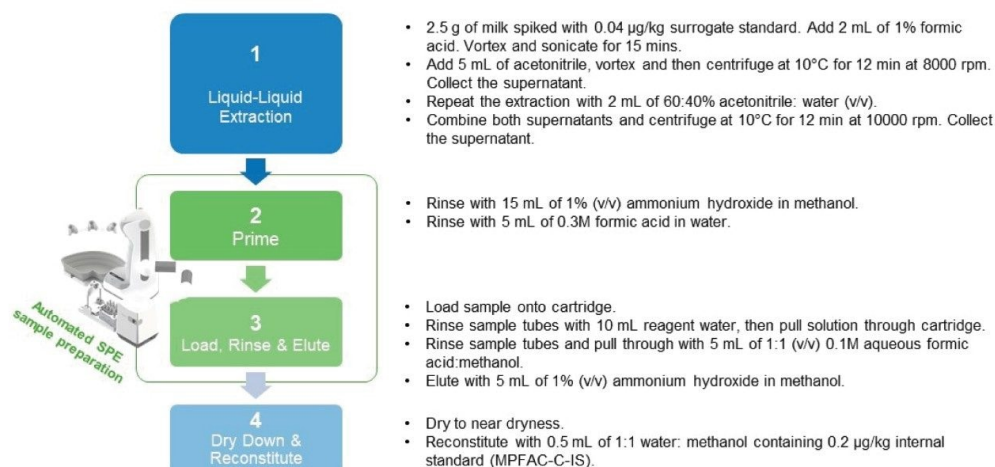 1
Liquid-Liquid
Extraction
• 2.5 g of milk spiked with 0.04 µg/kg surrogate standard. Add 2 mL of 1% formic
acid. Vortex and sonicate for 15 mins.
• Add 5 mL of acetonitrile, vortex and then centrifuge at 10°C for 12 min at 8000 rpm.
Collect the supernatant.
• Repeat the extraction with 2 mL of 60:40% acetonitrile: water (v/v).
• Combine both supernatants and centrifuge at 10°C for 12 min at 10000 rpm. Collect
the supernatant.
2
Prime
• Rinse with 15 mL of 1% (v/v) ammonium hydroxide in methanol.
• Rinse with 5 mL of 0.3M formic acid in water.
Automated SPE
sample preparation
3
Load, Rinse & Elute
• Load sample onto cartridge.
• Rinse sample tubes with 10 mL reagent water, then pull solution through cartridge.
• Rinse sample tubes and pull through with 5 mL of 1:1 (v/v) 0.1M aqueous formic
acid:methanol.
• Elute with 5 mL of 1% (v/v) ammonium hydroxide in methanol.
4
Dry Down &
Reconstitute
• Dry to near dryness.
• Reconstitute with 0.5 mL of 1:1 water: methanol containing 0.2 µg/kg internal
standard (MPFAC-C-IS).